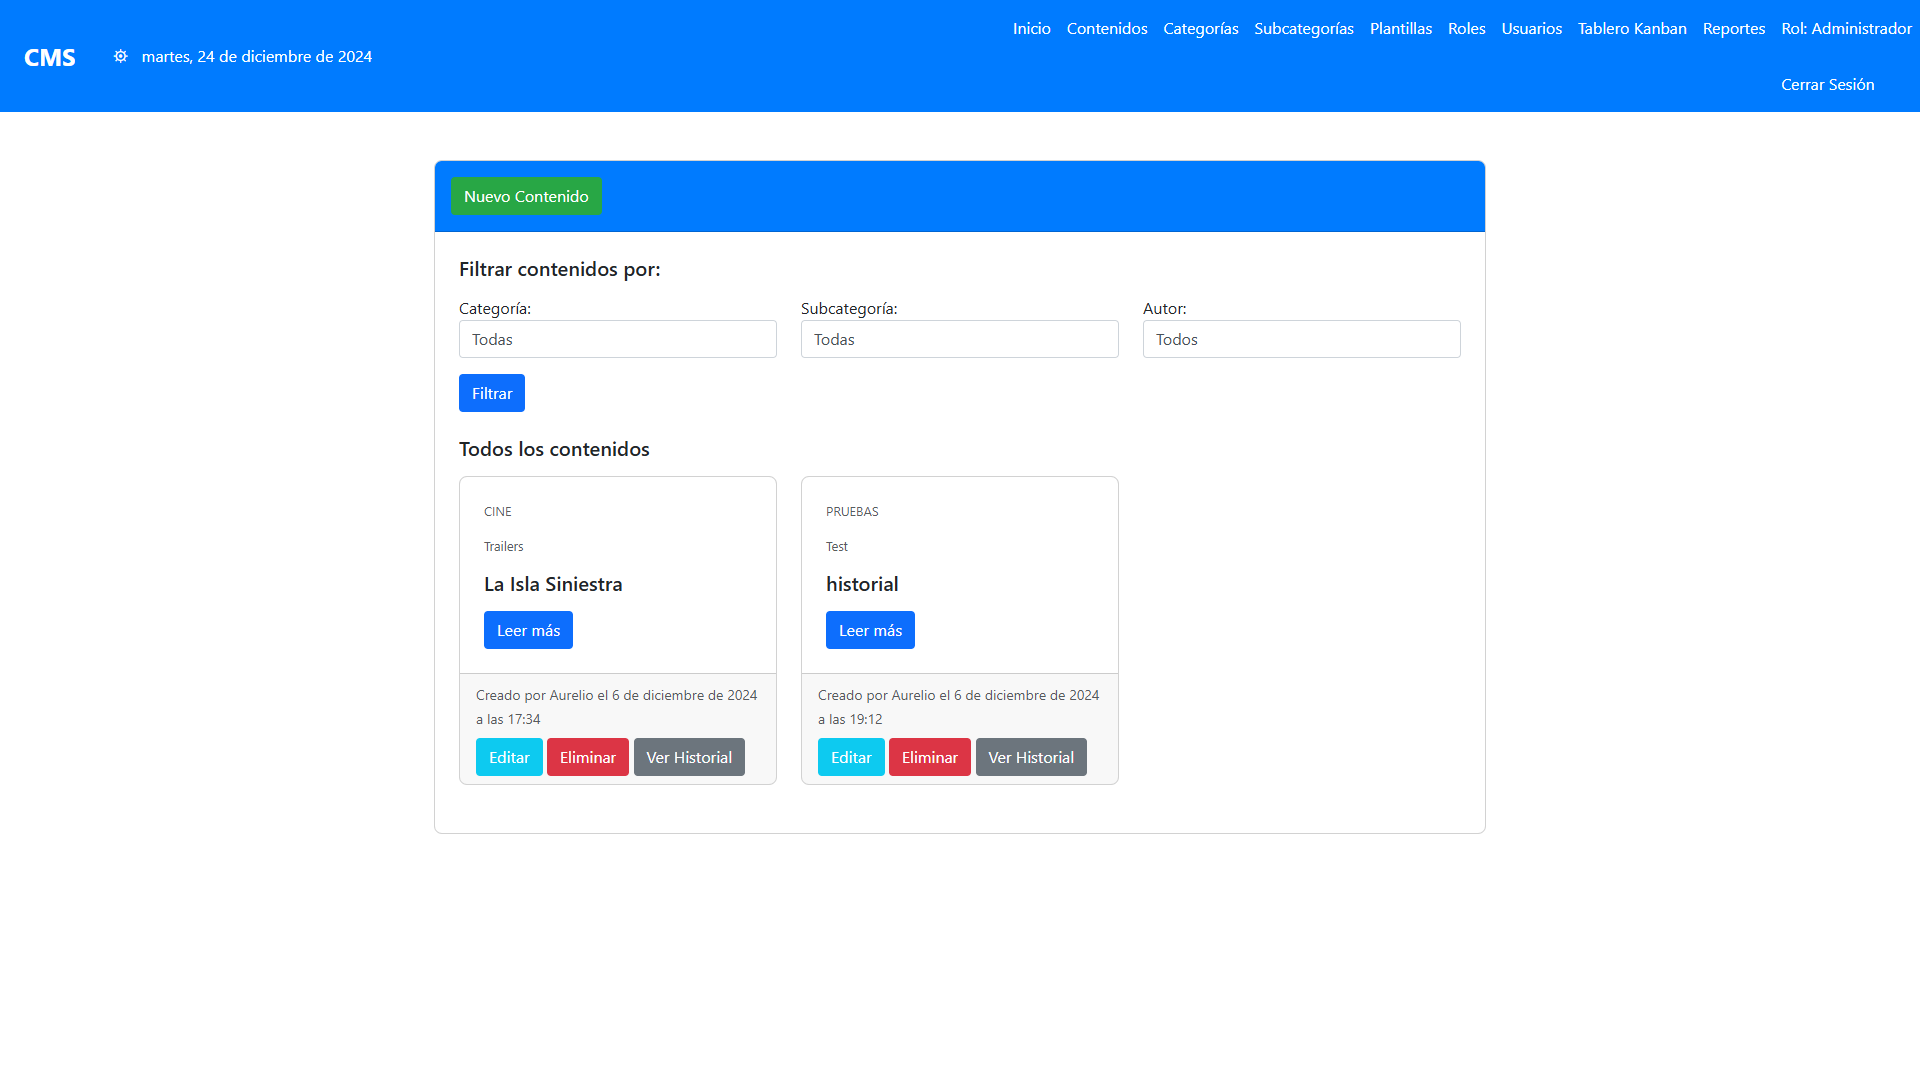 CMS
martes, 24 de diciembre de 2024
Inicio Contenidos Categorías Subcategorías Plantillas Roles Usuarios Tablero Kanban Reportes Rol: Administrador
Cerrar Sesión
Nuevo Contenido
Filtrar contenidos por:
Categoría: Subcategoría: Autor:
Todas Todas Todos
Filtrar
Todos los contenidos
CINE
Trailers
La Isla Siniestra
Leer más
Creado por Aurelio el 6 de diciembre de 2024
a las 17:34
Editar Eliminar Ver Historial
PRUEBAS
Test
historial
Leer más
Creado por Aurelio el 6 de diciembre de 2024
a las 19:12
Editar Eliminar Ver Historial